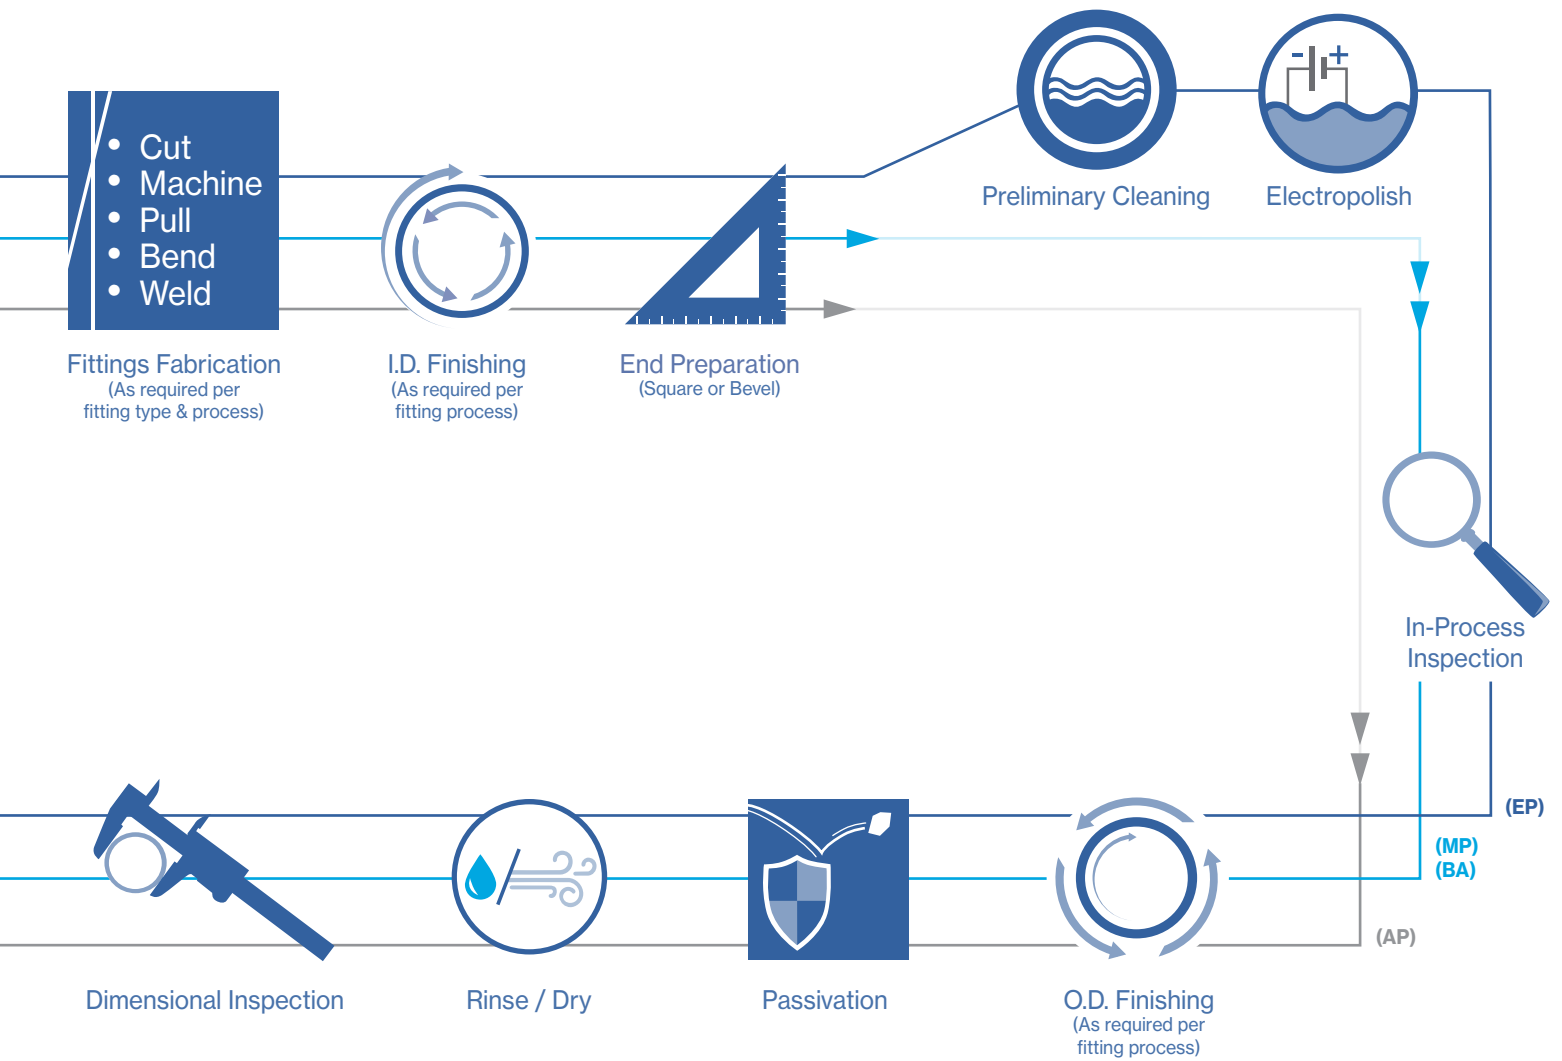 • Cut
• Machine
• Pull
• Bend
• Weld
- +
Preliminary Cleaning
Electropolish
Fittings Fabrication
(As required per
fitting type & process)
I.D. Finishing
(As required per
fitting process)
End Preparation
(Square or Bevel)
In-Process
Inspection
(EP)
(MP)
(BA)
(AP)
Dimensional Inspection
Rinse / Dry
Passivation
O.D. Finishing
(As required per
fitting process)